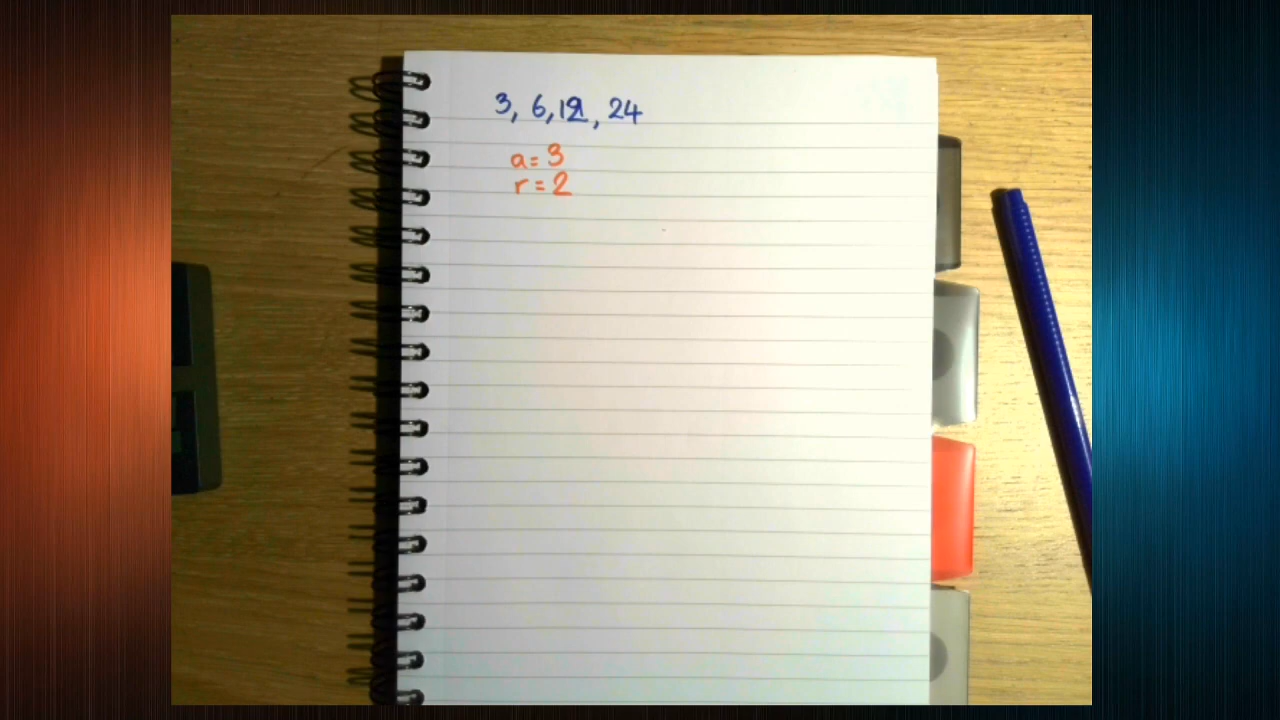 3, 6, 12, 24
a = 3
r = 2